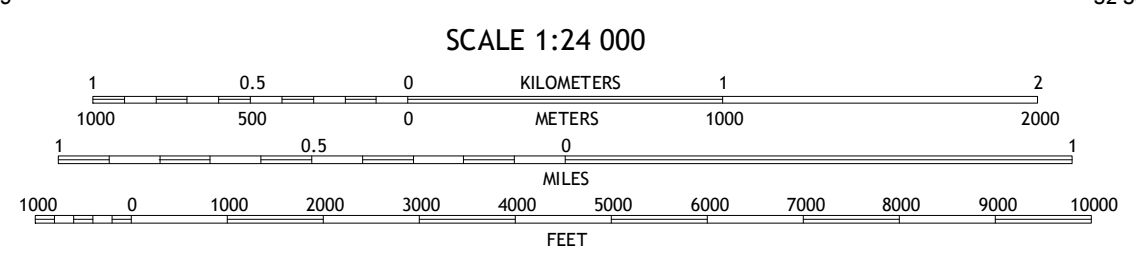 SCALE 1:24 000
1 0.5 0 KILOMETERS 1 2
1000 500 0 METERS 1000 2000
1 0.5 0 1
MILES
1000 0 1000 2000 3000 4000 5000 6000 7000 8000 9000 10000
FEET